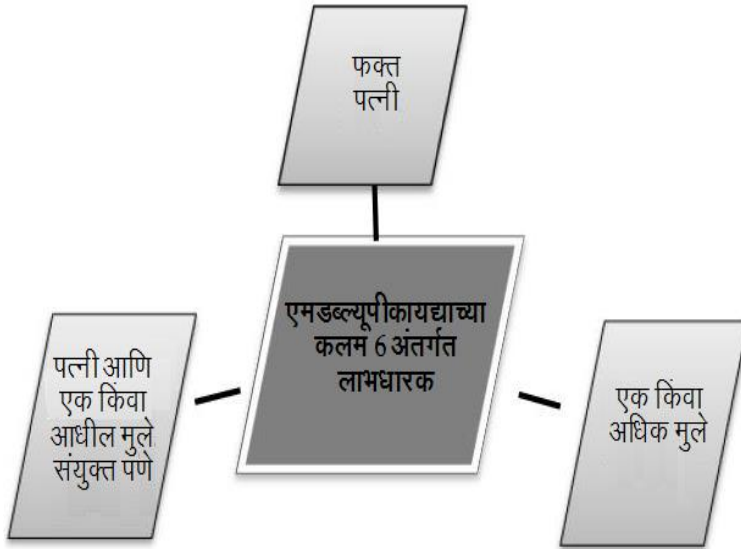 फक्त
पत्नी
एमडब्ल्यूपीकायद्याच्या
कलम 6 अंतर्गत
लाभधारक
पत्नी आणि
एक किंवा
आधील मुले
संयुक्त पणे
एक किंवा
अधिक मुले